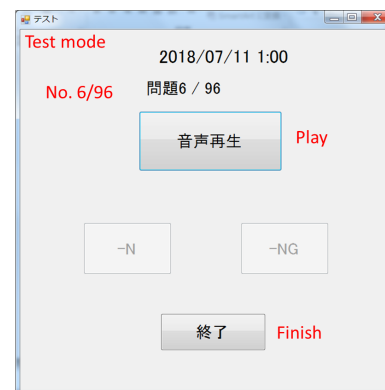 テスト
Test mode
2018/07/11 1:00
No. 6/96
問題6 / 96
音声再生
Play
-N
-NG
終了
Finish